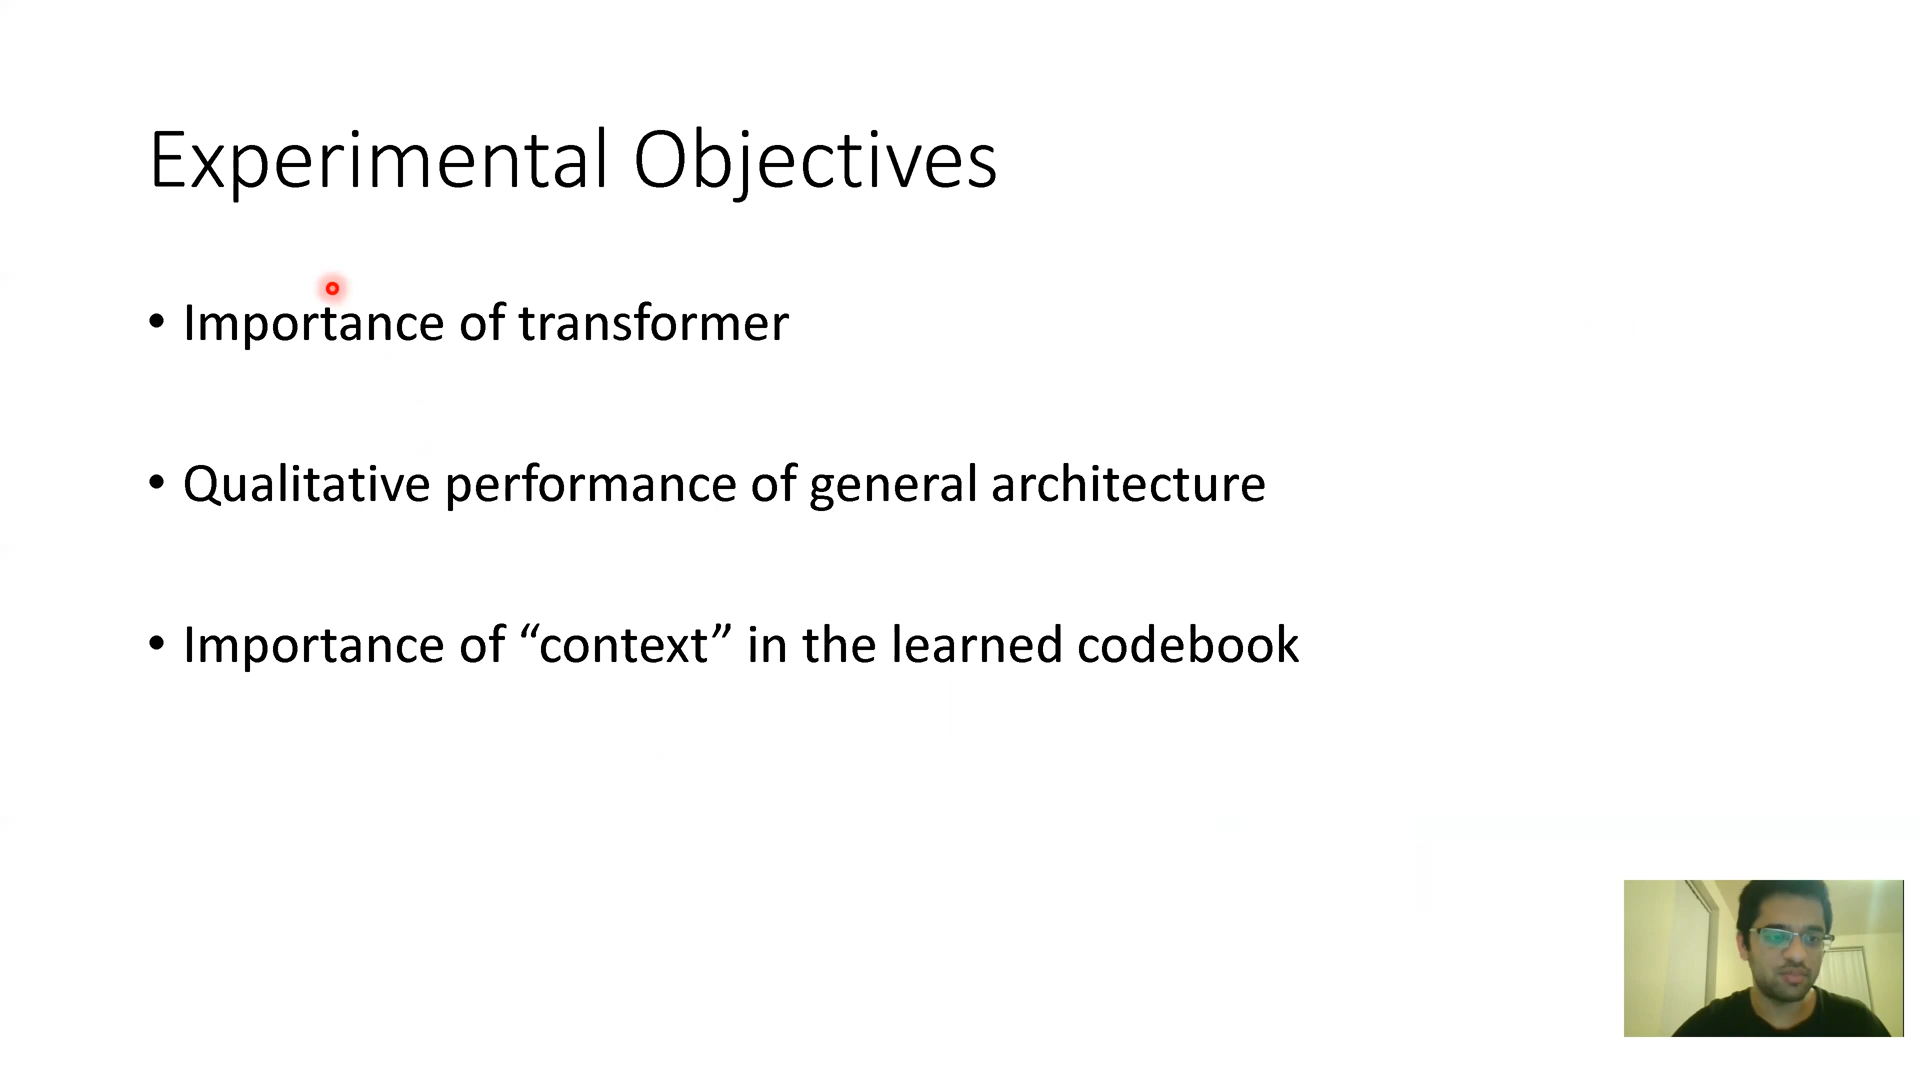 Experimental Objectives
• Importance of transformer
• Qualitative performance of general architecture
• Importance of “context” in the learned codebook